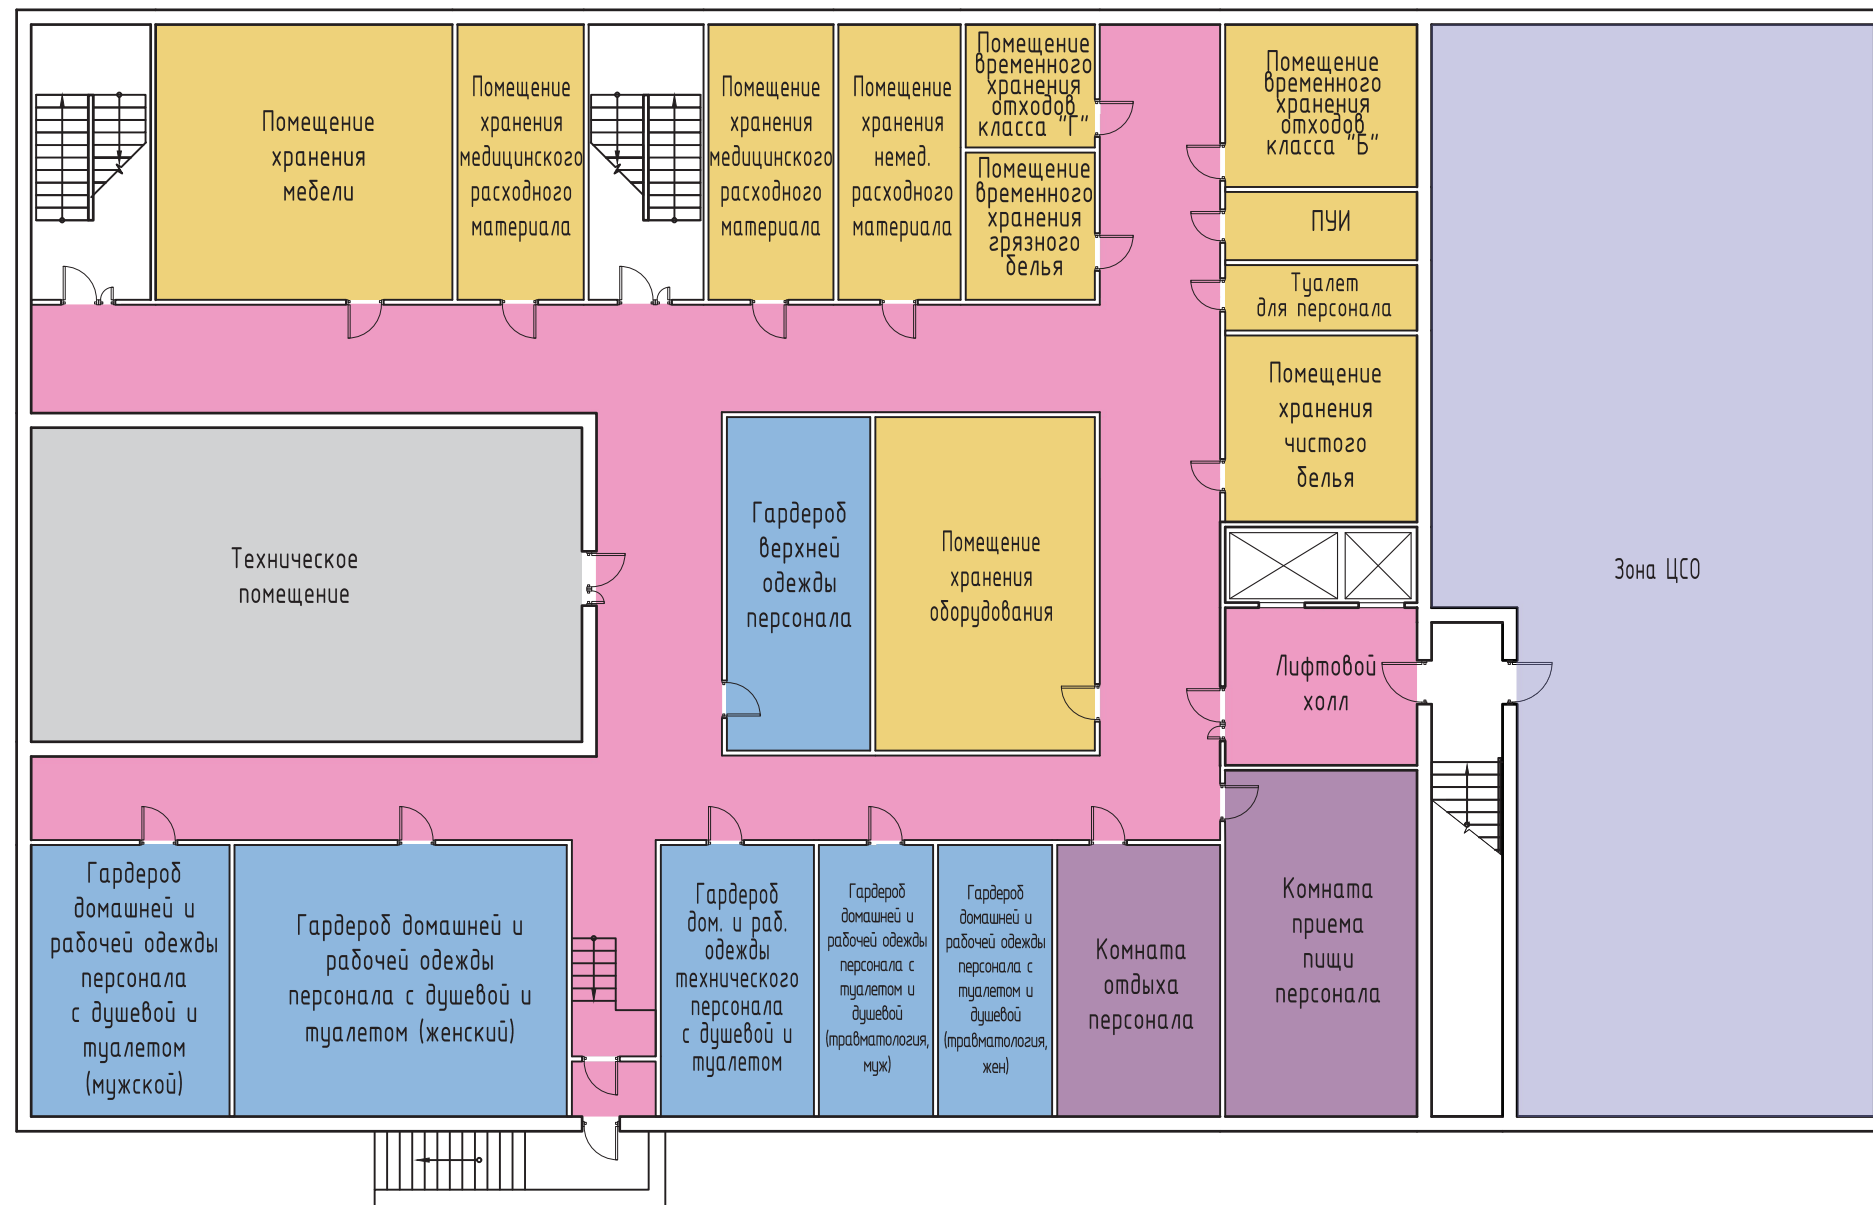 Помещение
хранения
мебели
Помещение
хранения
медицинского
расходного
материала
Помещение
хранения
медицинского
расходного
материала
Помещение
хранения
немед.
расходного
материала
Помещение
временного
хранения
отходов
класса "Г"
Помещение
временного
хранения
грязного
белья
Помещение
временного
хранения
отходов
класса "Б"
ПУИ
Туалет
для персонала
Помещение
хранения
чистого
белья
Техническое
помещение
Гардероб
верхней
одежды
персонала
Помещение
хранения
оборудования
Лифтовой
холл
Зона ЦСО
Гардероб
домашней и
рабочей одежды
персонала
с душевой и
туалетом
(мужской)
Гардероб домашней и
рабочей одежды
персонала с душевой и
туалетом (женский)
Гардероб
дом. и раб.
одежды
технического
персонала
с душевой и
туалетом
Гардероб
домашней и
рабочей одежды
персонала с
туалетом и
душевой
(травматология,
муж)
Гардероб
домашней и
рабочей одежды
персонала с
туалетом и
душевой
(травматология,
жен)
Комната
отдыха
персонала
Комната
приема
пищи
персонала